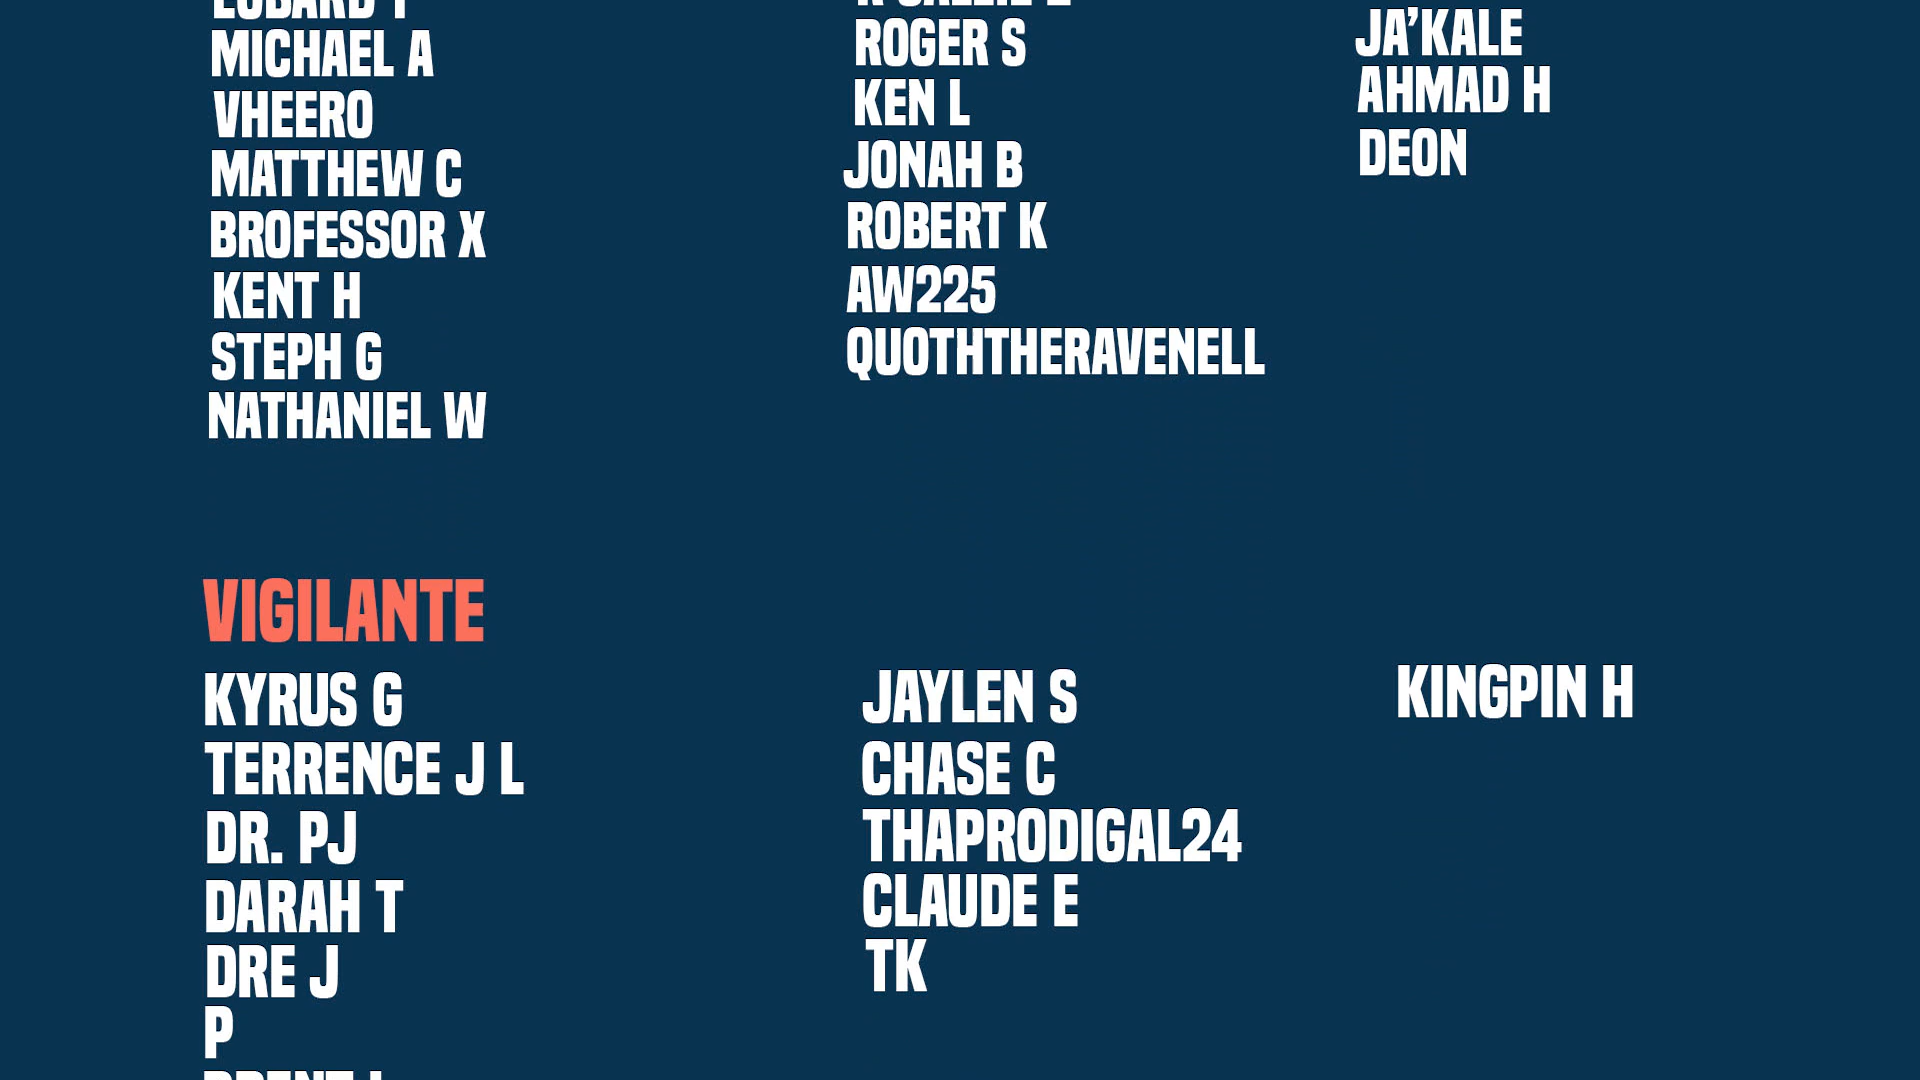 MICHAEL A
VHEERO
MATTHEW C
BROFESSOR X
KENT H
STEPH G
NATHANIEL W
ROGER S
KEN L
JONAH B
ROBERT K
AW225
QUOTHTHERAVENELL
JA’KALE
AHMAD H
DEON
VIGILANTE
KYRUS G
TERRENCE J L
DR. PJ
DARAH T
DRE J
P
JAYLEN S
CHASE C
THAPRODIGAL24
CLAUDE E
TK
KINGPIN H